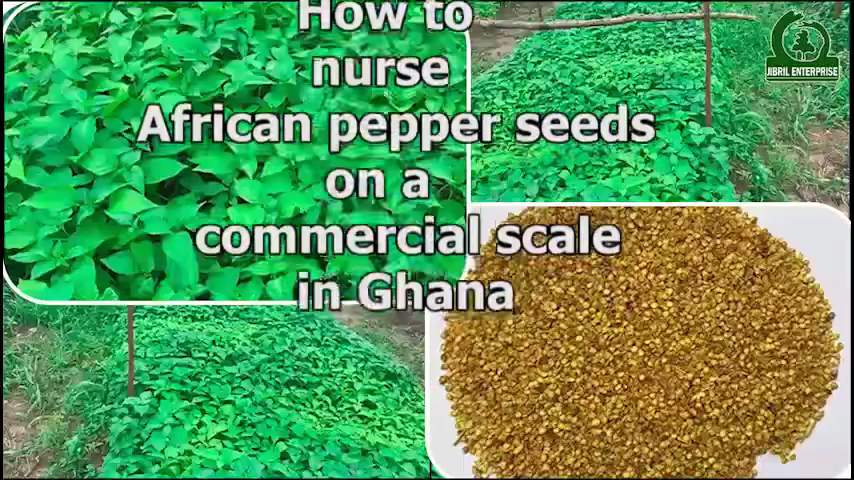 How to
nurse
African pepper seeds
on a
commercial scale
in Ghana
JIBRIL ENTERPRISE